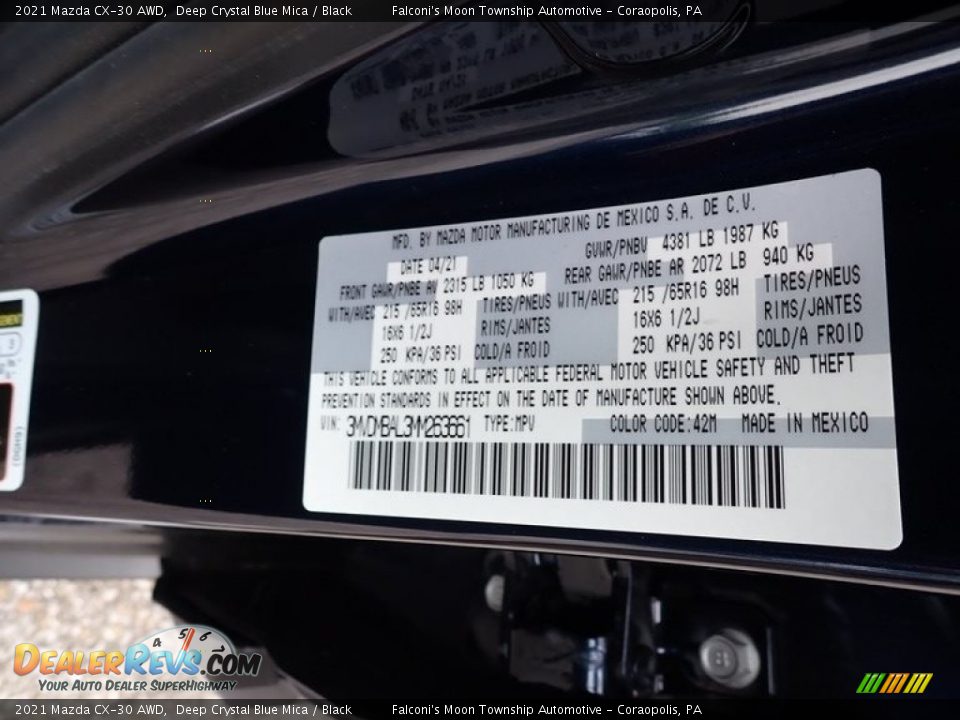 2021 Mazda CX-30 AWD, Deep Crystal Blue Mica / Black Falconi's Moon Township Automotive - Coraopolis, PA
MFD. BY MAZDA MOTOR MANUFACTURING DE MEXICO S.A. DE C.V.
DATE 04/21 GVWR/PNBV 4381 LB 1987 KG
FRONT GAWR/PNBE AV 2315 LB 1050 KG REAR GAWR/PNBE AR 2072 LB 940 KG
WITH/AVEC 215 /65R16 98H TIRES/PNEUS WITH/AVEC 215 /65R16 98H TIRES/PNEUS
16X6 1/2J RIMS/JANTES 16X6 1/2J RIMS/JANTES
250 KPA/36 PSI COLD/A FROID 250 KPA/36 PSI COLD/A FROID
THIS VEHICLE CONFORMS TO ALL APPLICABLE FEDERAL MOTOR VEHICLE SAFETY AND THEFT
PREVENTION STANDARDS IN EFFECT ON THE DATE OF MANUFACTURE SHOWN ABOVE.
VIN: 3MVDMBAL3MM263661 TYPE:MPV COLOR CODE:42M MADE IN MEXICO
4 5 6
DEALERREVS.COM
YOUR AUTO DEALER SUPERHIGHWAY
2021 Mazda CX-30 AWD, Deep Crystal Blue Mica / Black Falconi's Moon Township Automotive - Coraopolis, PA